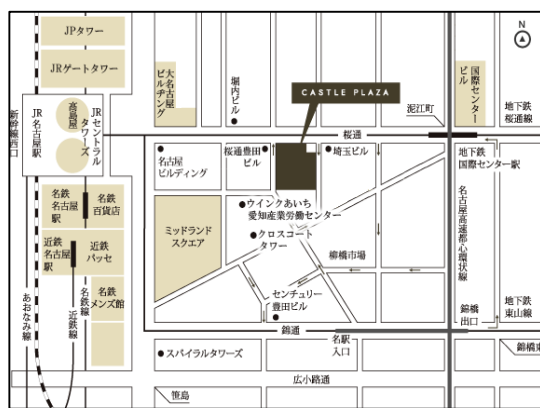 JPタワー
JRゲートタワー
大名古屋
ビルヂング
堀内ビル
CASTLE PLAZA
泥江町
国際センター
ビル
N
地下鉄
桜通線
新幹線西口
JR名古屋駅
高島屋
JRセントラル
タワーズ
桜通
名古屋
ビルディング
桜通豊田
ビル
埼玉ビル
地下鉄
国際センター駅
名鉄
名古屋
駅
名鉄
百貨店
ウインクあいち
愛知産業労働センター
ミッドランド
スクエア
クロスコート
タワー
柳橋市場
名古屋高速都心環状線
近鉄
名古屋
駅
近鉄
パッセ
名鉄
メンズ館
センチュリー
豊田ビル
錦橋
出口
地下鉄
東山線
あおなみ線
近鉄線
名鉄線
錦通
スパイラルタワーズ
名駅
入口
錦橋東
広小路通
笹島